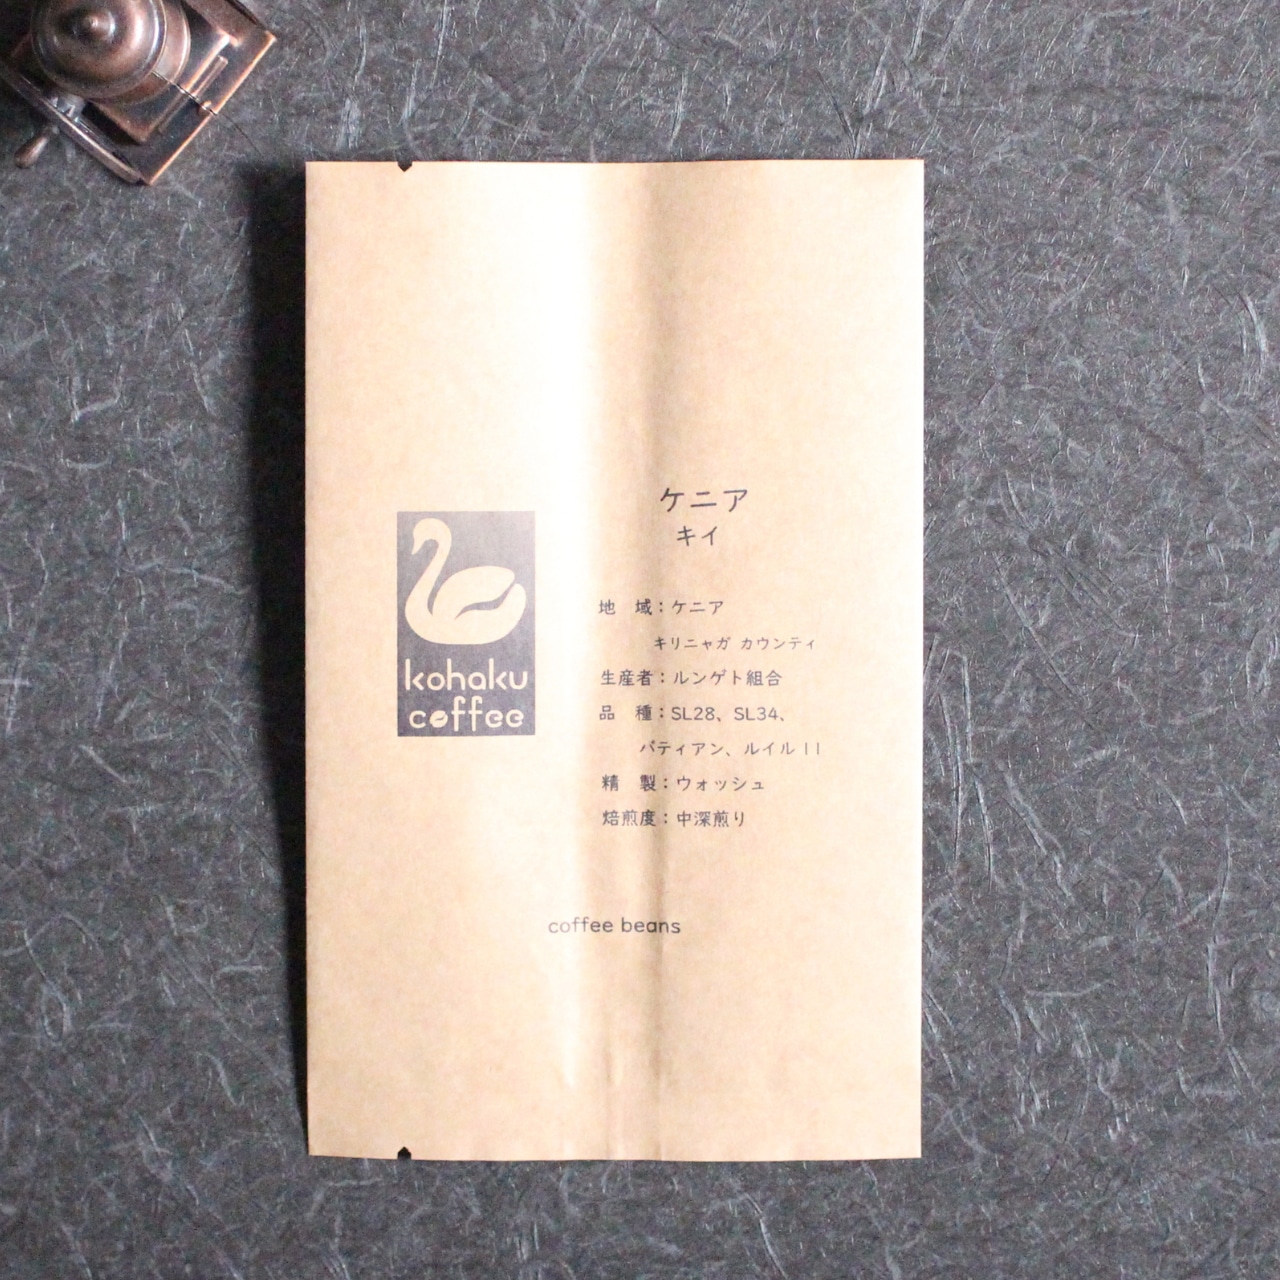 kohaku
coffee
ケニア
キイ
地　域：ケニア
キリニャガ カウンティ
生産者：ルンゲト組合
品　種：SL28、SL34、
バティアン、ルイル 11
精　製：ウォッシュ
焙煎度：中深煎り
coffee beans